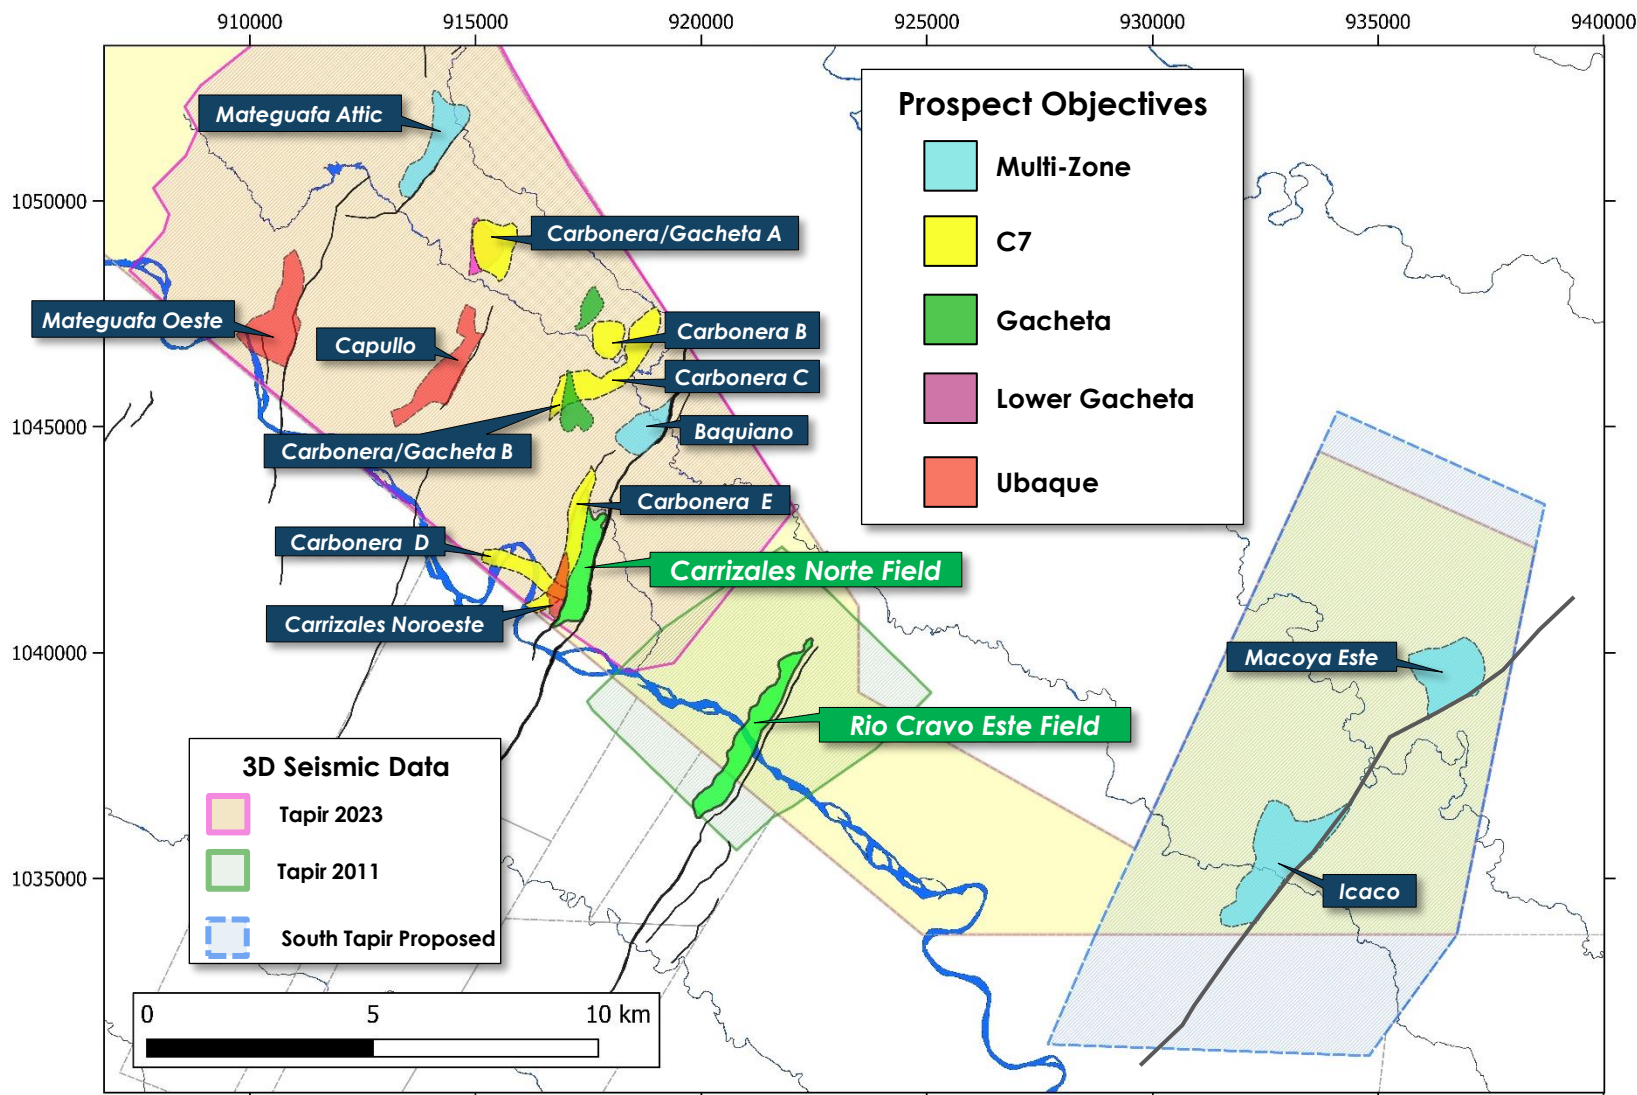 910000
915000
920000
925000
930000
935000
940000
1050000
1045000
1040000
1035000
Prospect Objectives
Multi-Zone
C7
Gacheta
Lower Gacheta
Ubaque
Mateguafa Attic
Carbonera/Gacheta A
Mateguafa Oeste
Capullo
Carbonera B
Carbonera C
Baquiano
Carbonera/Gacheta B
Carbonera E
Carbonera D
Carrizales Norte Field
Carrizales Noroeste
Macoya Este
Rio Cravo Este Field
Icaco
3D Seismic Data
Tapir 2023
Tapir 2011
South Tapir Proposed
0
5
10 km